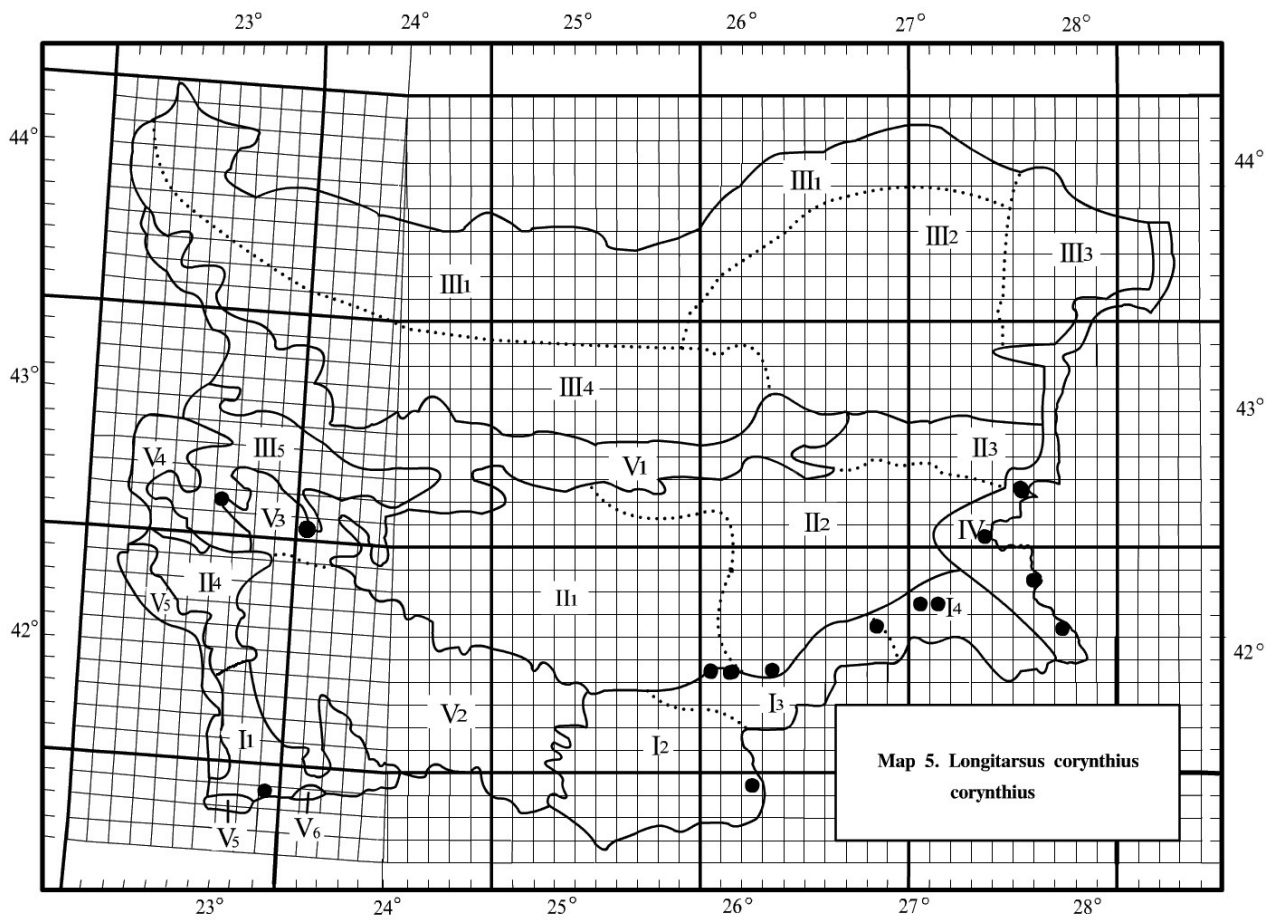 23° 24° 25° 26° 27° 28°
44° 44°
III1
III2
III3
III1
43° 43°
III4
III5 II3
V4 V1
V3 II2
IV
II4
V5 II1 I4
42° 42°
V2 I3
I1 I2
Map 5. Longitarsus corynthius
corynthius
V5 V6
23° 24° 25° 26° 27° 28°